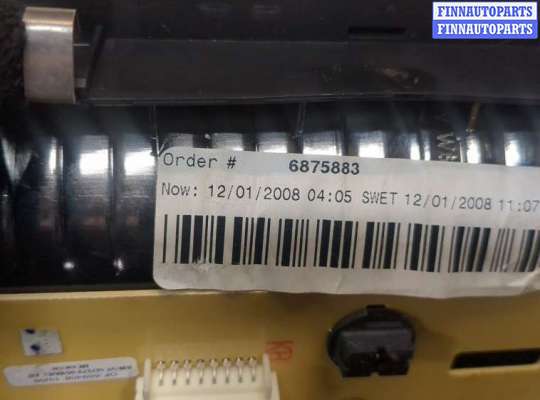 FINNAUTOPARTS
FINNAUTOPARTS
Order # 6875883
Now: 12/01/2008 04:05 SWET 12/01/2008 11:07